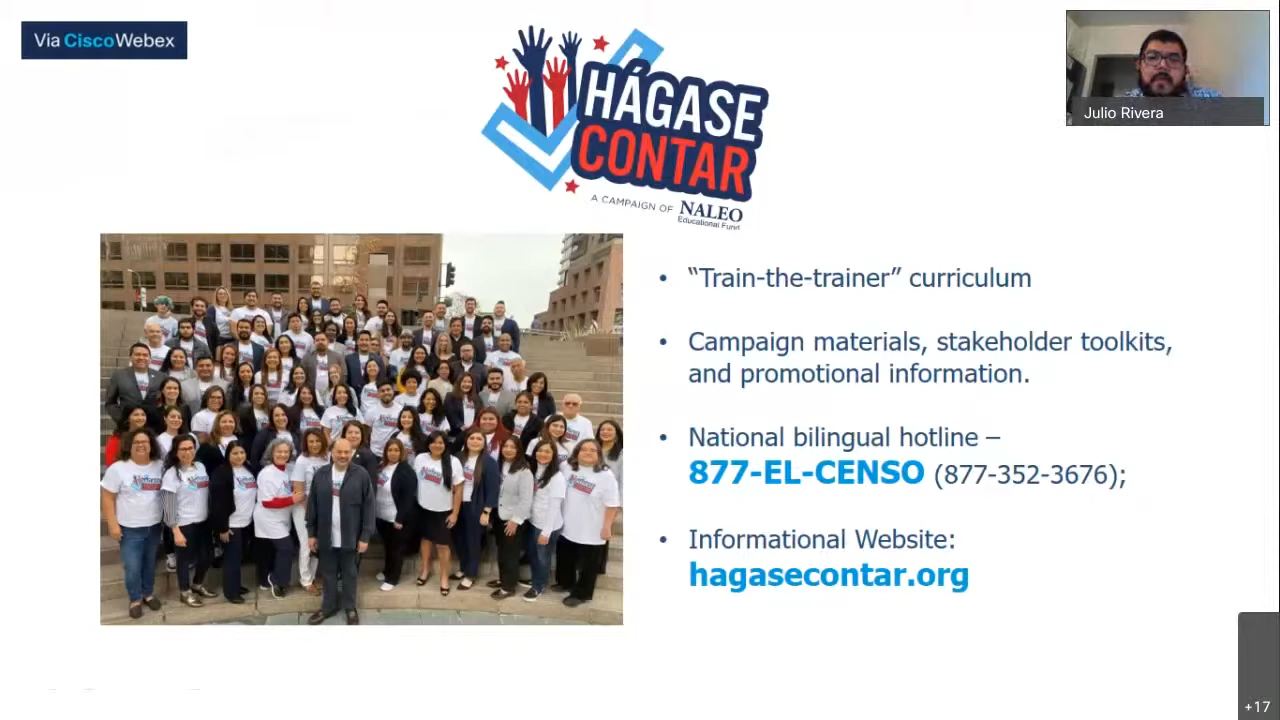 Vía CiscoWebex
HÁGASE
CONTAR
A CAMPAIGN OF NALEO
Educational Fund
Julio Rivera
• “Train-the-trainer” curriculum
• Campaign materials, stakeholder toolkits,
and promotional information.
• National bilingual hotline –
877-EL-CENSO (877-352-3676);
• Informational Website:
hagasecontar.org
+17